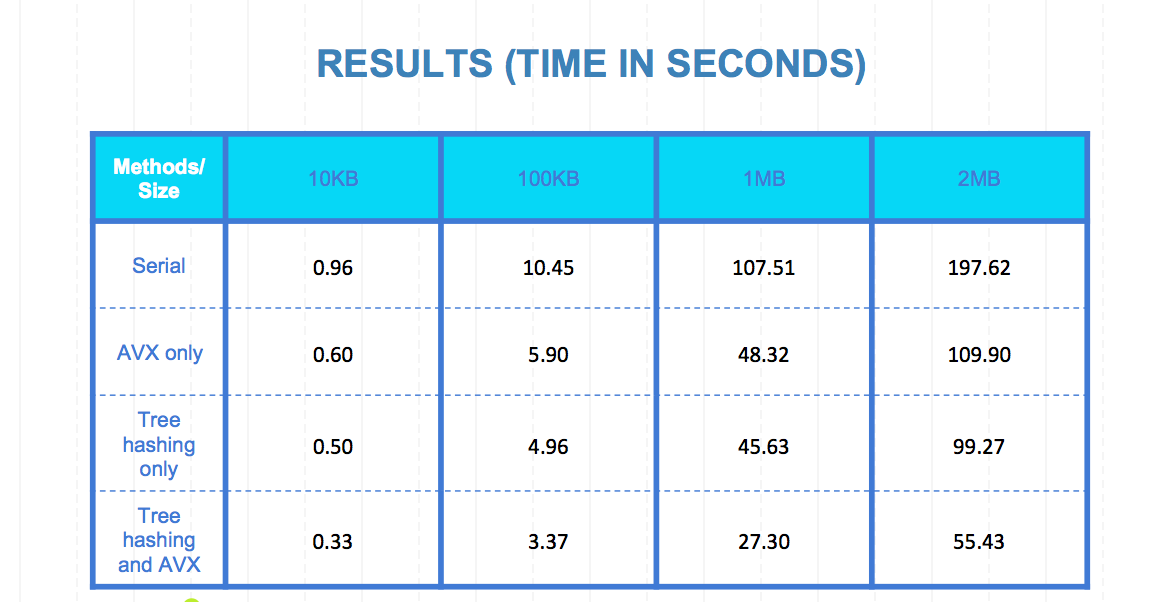 RESULTS (TIME IN SECONDS)
Methods/
Size
10KB
100KB
1MB
2MB
Serial
0.96
10.45
107.51
197.62
AVX only
0.60
5.90
48.32
109.90
Tree
hashing
only
0.50
4.96
45.63
99.27
Tree
hashing
and AVX
0.33
3.37
27.30
55.43